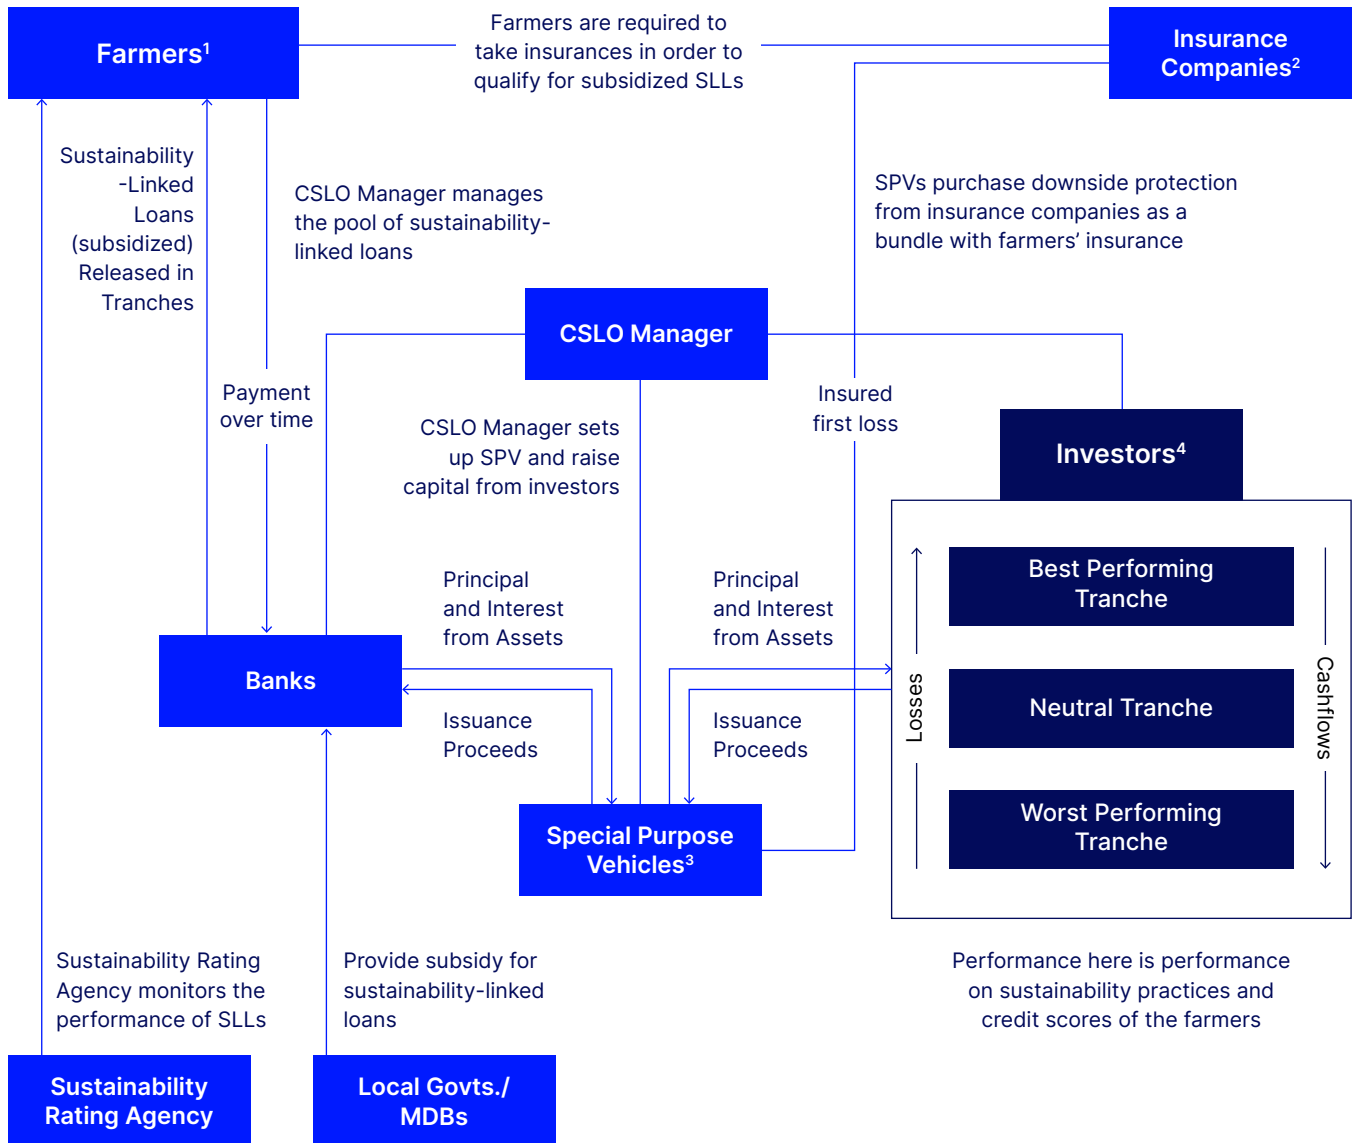 Farmers¹
Farmers are required to
take insurances in order to
qualify for subsidized SLLs
Insurance
Companies²
Sustainability
-Linked
Loans
(subsidized)
Released in
Tranches
CSLO Manager manages
the pool of sustainability-
linked loans
SPVs purchase downside protection
from insurance companies as a
bundle with farmers’ insurance
CSLO Manager
Payment
over time
Insured
first loss
CSLO Manager sets
up SPV and raise
capital from investors
Investors⁴
Principal
and Interest
from Assets
Principal
and Interest
from Assets
Best Performing
Tranche
Banks
Losses
Neutral Tranche
Cashflows
Issuance
Proceeds
Issuance
Proceeds
Special Purpose
Vehicles³
Worst Performing
Tranche
Sustainability Rating
Agency monitors the
performance of SLLs
Provide subsidy for
sustainability-linked
loans
Performance here is performance
on sustainability practices and
credit scores of the farmers
Sustainability
Rating Agency
Local Govts./
MDBs